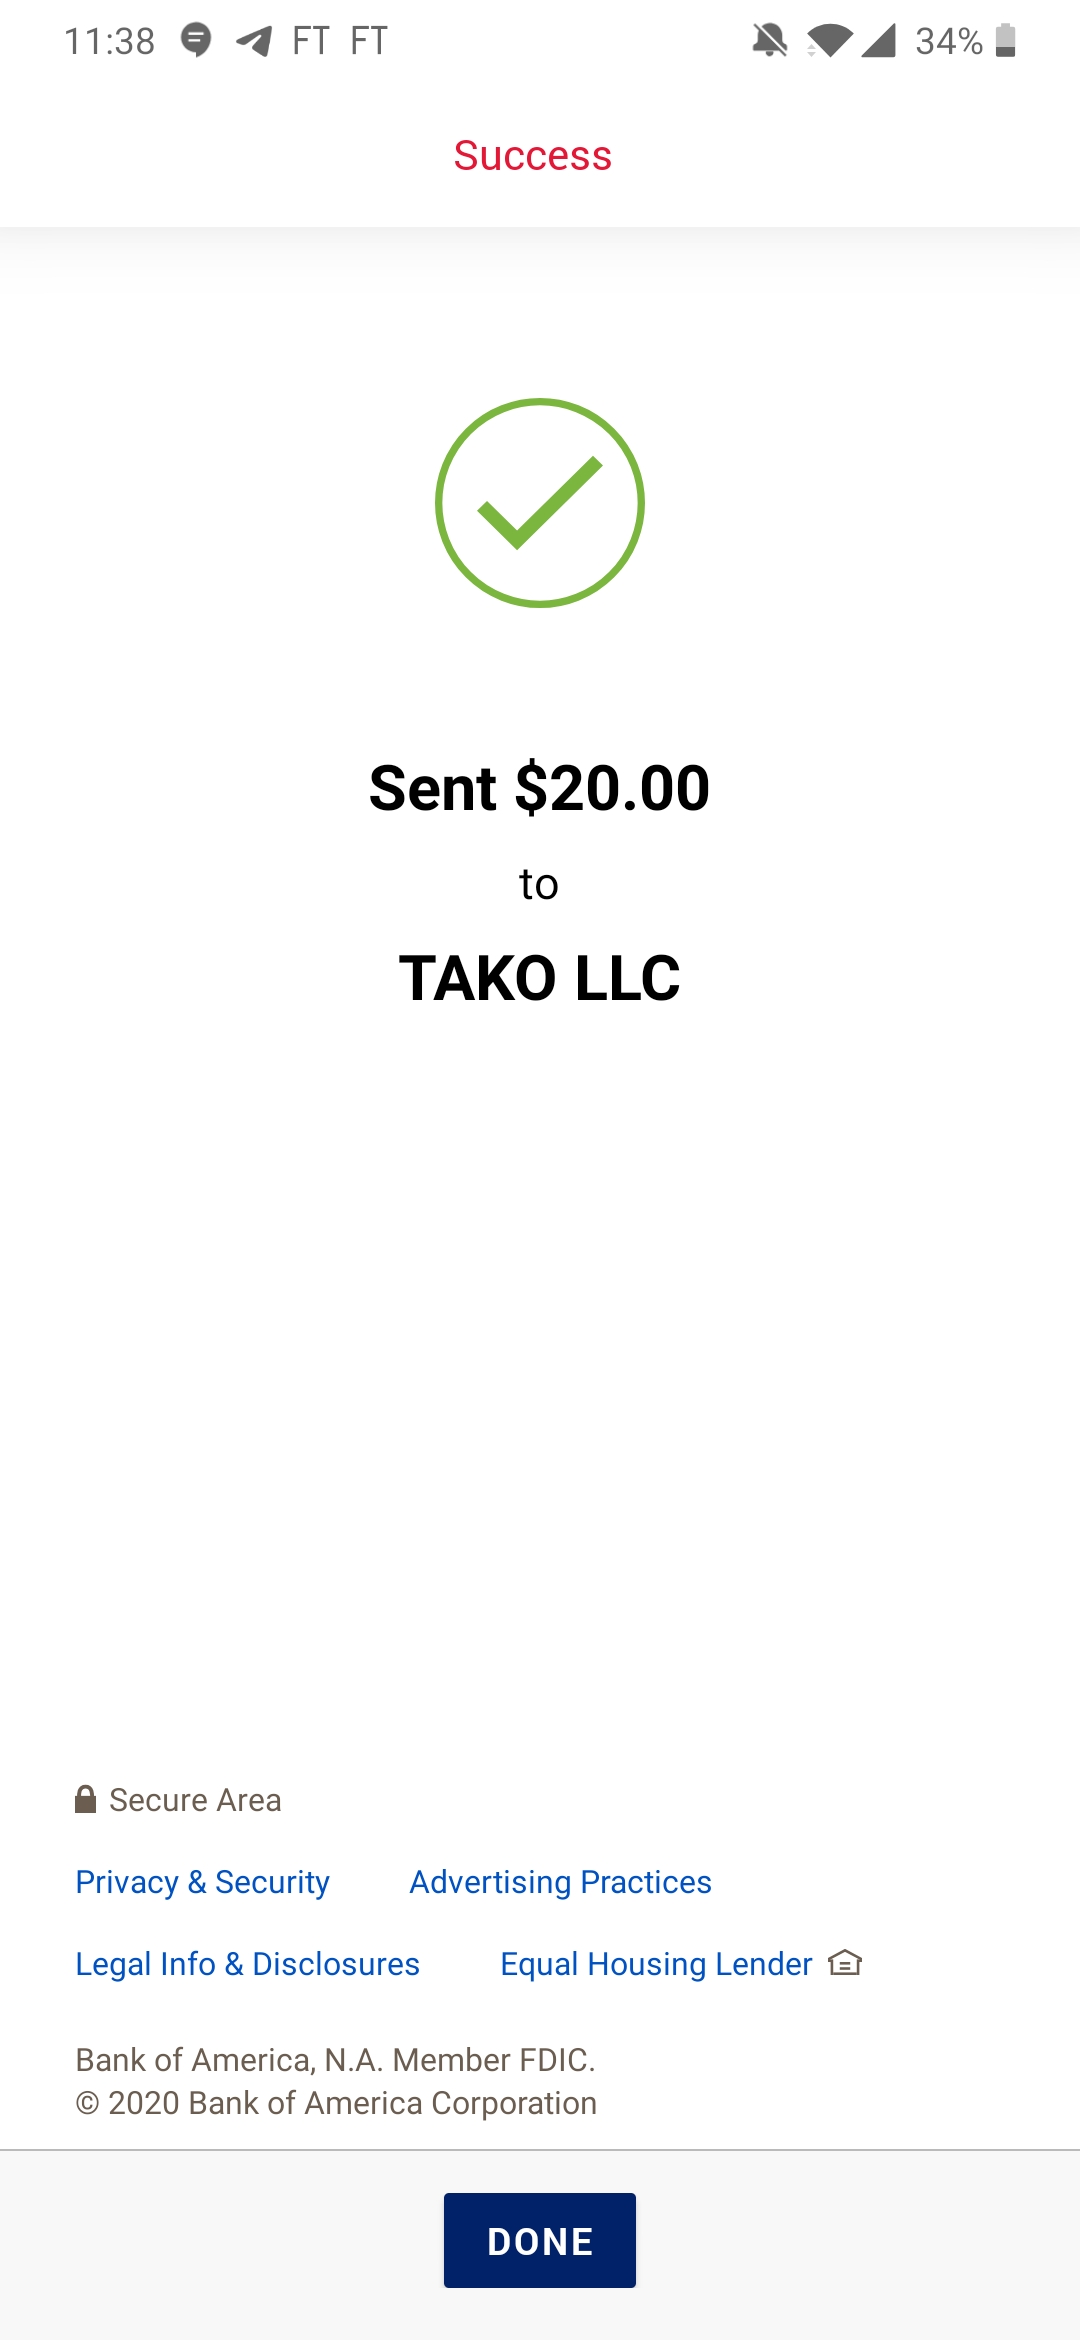 11:38 FT FT 34%
Success
Sent $20.00
to
TAKO LLC
Secure Area
Privacy & Security Advertising Practices
Legal Info & Disclosures Equal Housing Lender
Bank of America, N.A. Member FDIC.
© 2020 Bank of America Corporation
DONE